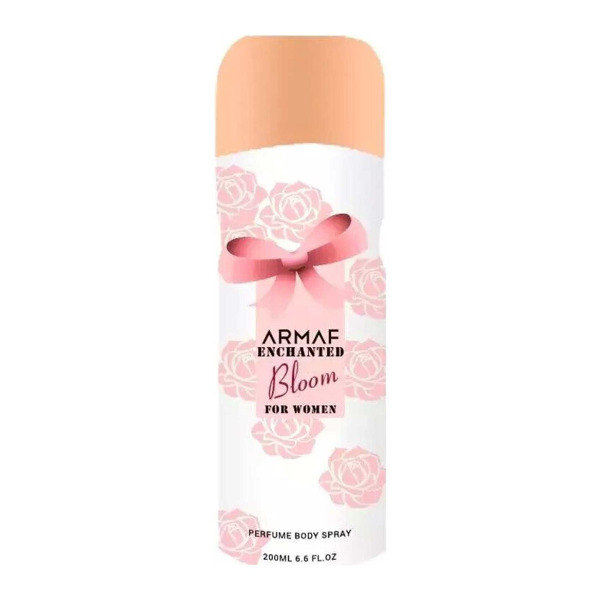 ARMAF
ENCHANTED
Bloom
FOR WOMEN
PERFUME BODY SPRAY
200ML 6.6 FL.OZ